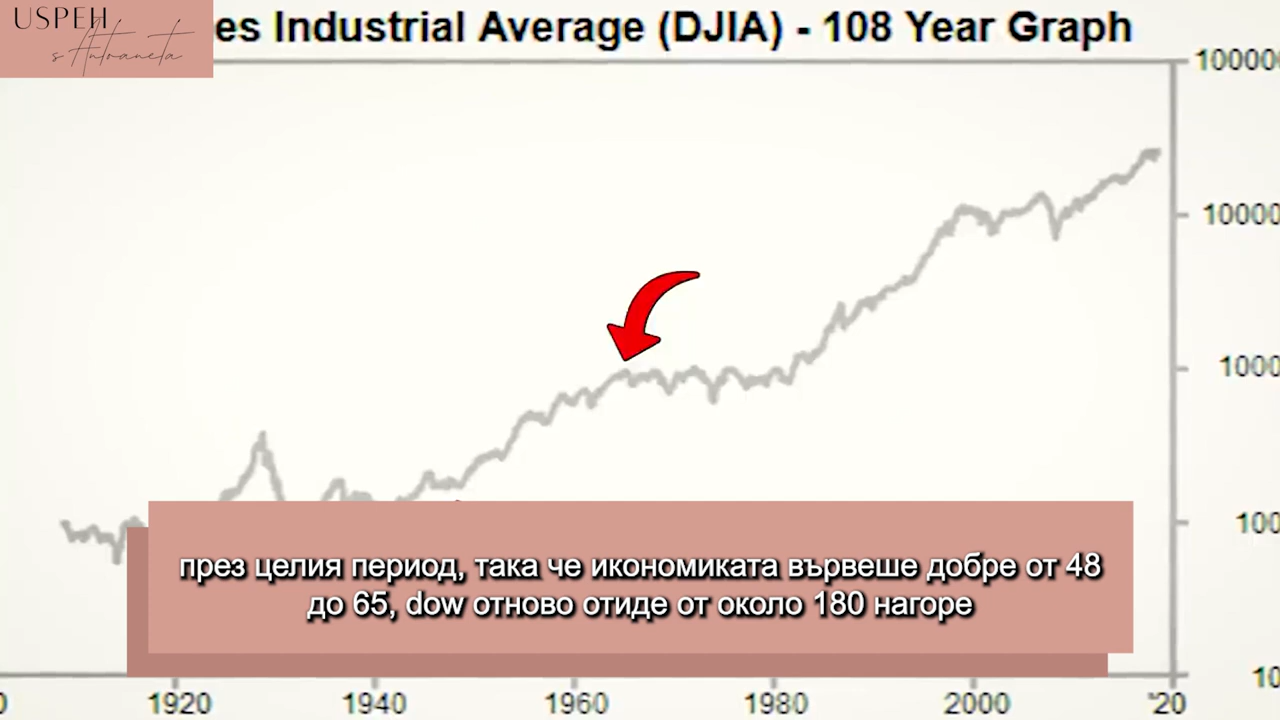 USPEH
s Antraneta
es Industrial Average (DJIA) - 108 Year Graph
100000
10000
1000
100
10
през целия период, така че икономиката вървеше добре от 48
до 65, dow отново отиде от около 180 нагоре
0
1920
1940
1960
1980
2000
'20